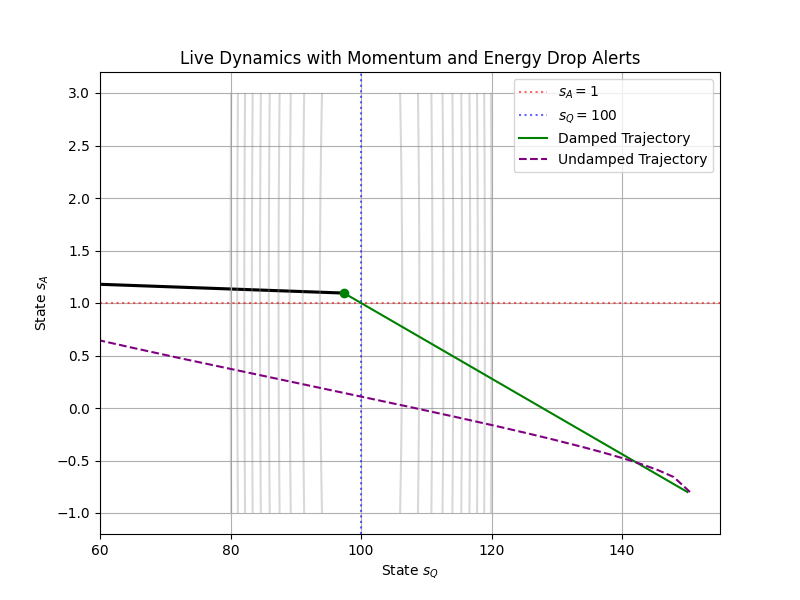 Live Dynamics with Momentum and Energy Drop Alerts
s_A = 1
s_Q = 100
Damped Trajectory
Undamped Trajectory
3.0
2.5
2.0
1.5
1.0
0.5
0.0
−0.5
−1.0
State s_A
60 80 100 120 140
State s_Q